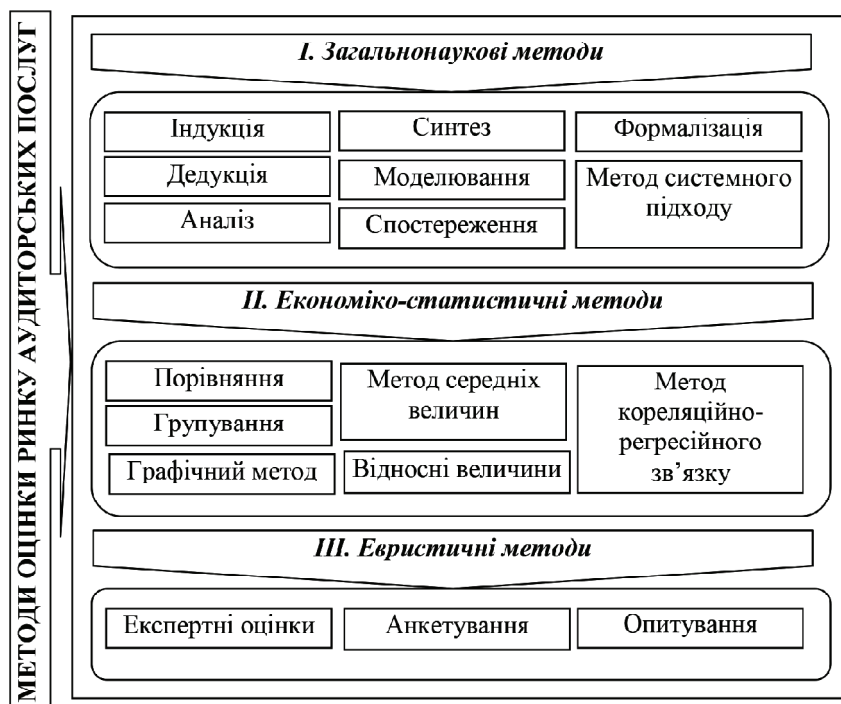 МЕТОДИ ОЦІНКИ РИНКУ АУДИТОРСЬКИХ ПОСЛУГ
I. Загальнонаукові методи
Індукція
Синтез
Формалізація
Дедукція
Моделювання
Метод системного
підходу
Аналіз
Спостереження
II. Економіко-статистичні методи
Порівняння
Метод середніх
величин
Метод
кореляційно-
регресійного
зв’язку
Групування
Графічний метод
Відносні величини
III. Евристичні методи
Експертні оцінки
Анкетування
Опитування